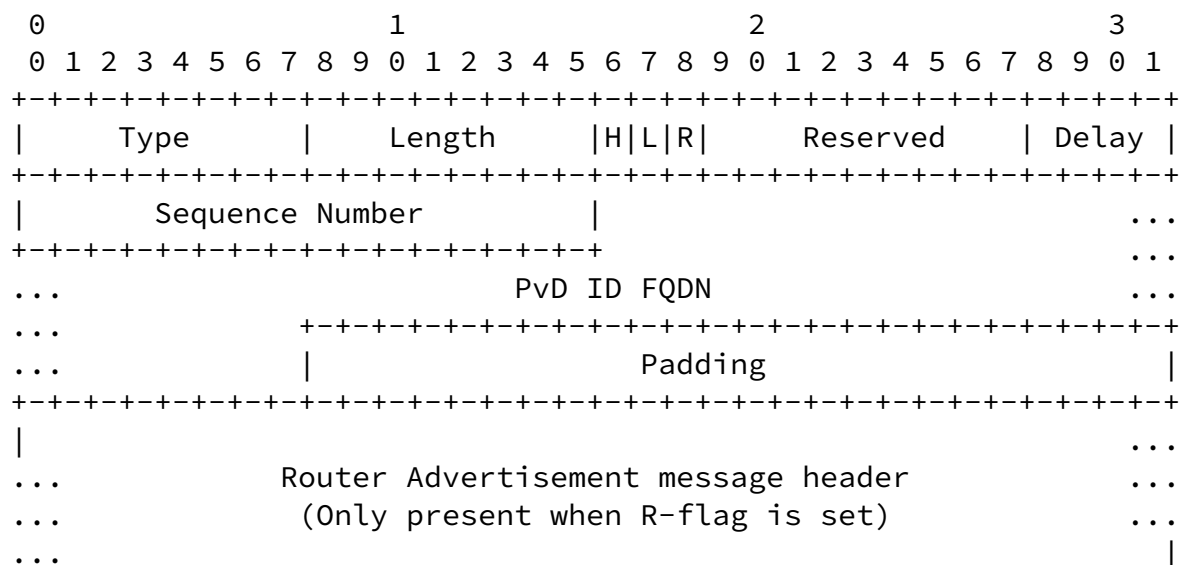 0                   1                   2                   3
 0 1 2 3 4 5 6 7 8 9 0 1 2 3 4 5 6 7 8 9 0 1 2 3 4 5 6 7 8 9 0 1
+-+-+-+-+-+-+-+-+-+-+-+-+-+-+-+-+-+-+-+-+-+-+-+-+-+-+-+-+-+-+-+-+
|     Type      |    Length     |H|L|R|     Reserved    | Delay |
+-+-+-+-+-+-+-+-+-+-+-+-+-+-+-+-+-+-+-+-+-+-+-+-+-+-+-+-+-+-+-+-+
|       Sequence Number         |                             ...
+-+-+-+-+-+-+-+-+-+-+-+-+-+-+-+-+                             ...
...                         PvD ID FQDN                       ...
...             +-+-+-+-+-+-+-+-+-+-+-+-+-+-+-+-+-+-+-+-+-+-+-+-+
...             |                  Padding                      |
+-+-+-+-+-+-+-+-+-+-+-+-+-+-+-+-+-+-+-+-+-+-+-+-+-+-+-+-+-+-+-+-+
|                                                             ...
...            Router Advertisement message header            ...
...             (Only present when R-flag is set)             ...
...                                                             |